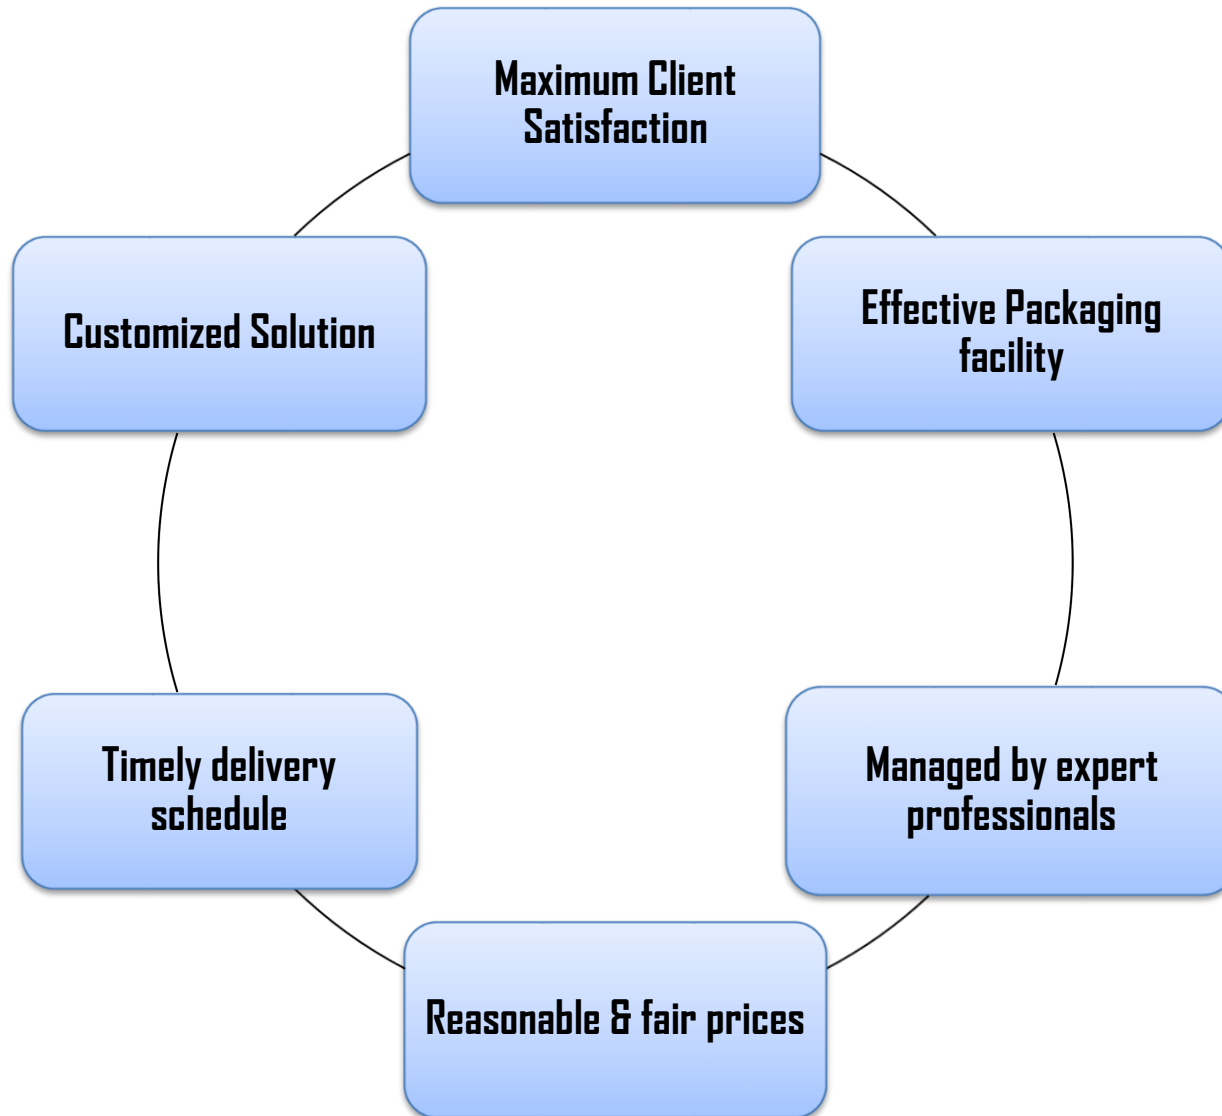 Maximum Client
Satisfaction
Effective Packaging
facility
Managed by expert
professionals
Reasonable & fair prices
Timely delivery
schedule
Customized Solution